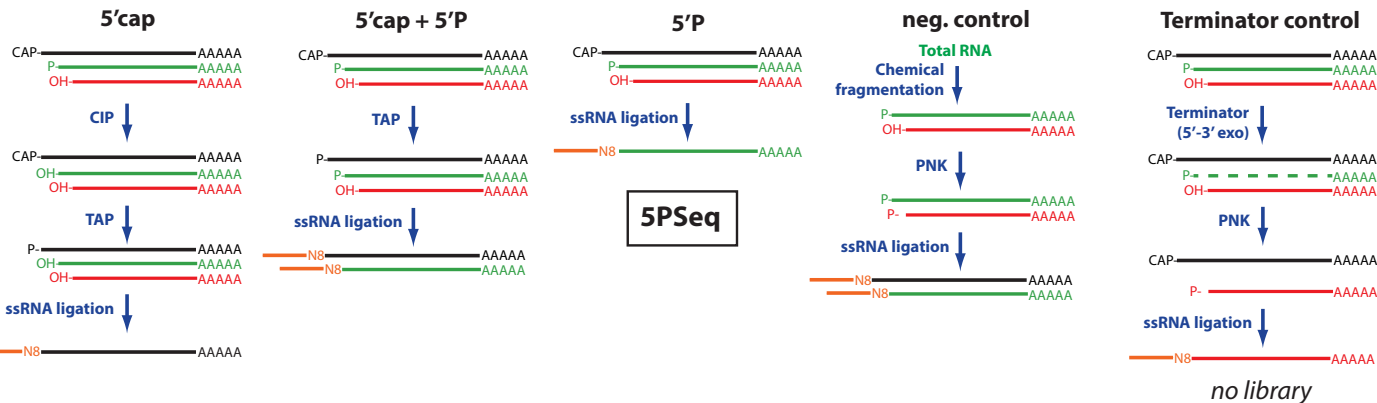 5'cap
CAP- AAAAA
P- AAAAA
OH- AAAAA
CIP
CAP- AAAAA
OH- AAAAA
OH- AAAAA
TAP
P- AAAAA
OH- AAAAA
OH- AAAAA
ssRNA ligation
N8 AAAAA
5'cap + 5'P
CAP- AAAAA
P- AAAAA
OH- AAAAA
TAP
P- AAAAA
P- AAAAA
OH- AAAAA
ssRNA ligation
N8 AAAAA
N8 AAAAA
5'P
CAP- AAAAA
P- AAAAA
OH- AAAAA
ssRNA ligation
N8 AAAAA
5PSeq
neg. control
Total RNA
Chemical
fragmentation
P- AAAAA
OH- AAAAA
PNK
P- AAAAA
P- AAAAA
ssRNA ligation
N8 AAAAA
N8 AAAAA
Terminator control
CAP- AAAAA
P- AAAAA
OH- AAAAA
Terminator
(5'-3' exo)
CAP- AAAAA
P- AAAAA
OH- AAAAA
PNK
CAP- AAAAA
P- AAAAA
ssRNA ligation
N8 AAAAA
no library